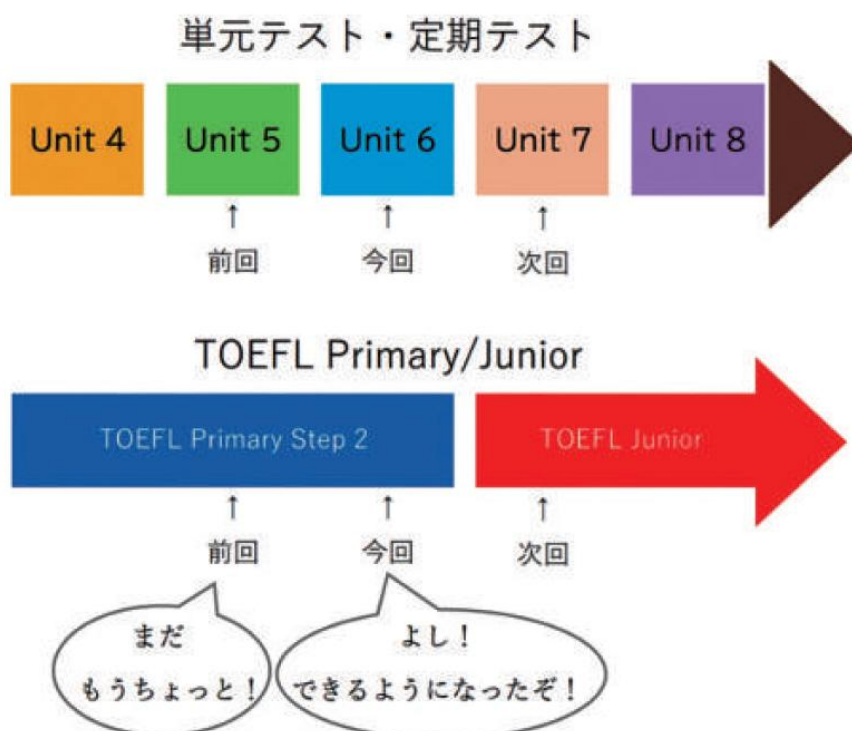 単元テスト・定期テスト
Unit 4 Unit 5 Unit 6 Unit 7 Unit 8
↑ ↑ ↑
前回 今回 次回
TOEFL Primary/Junior
TOEFL Primary Step 2 TOEFL Junior
↑ ↑ ↑
前回 今回 次回
まだ
もうちょっと！
よし！
できるようになったぞ！